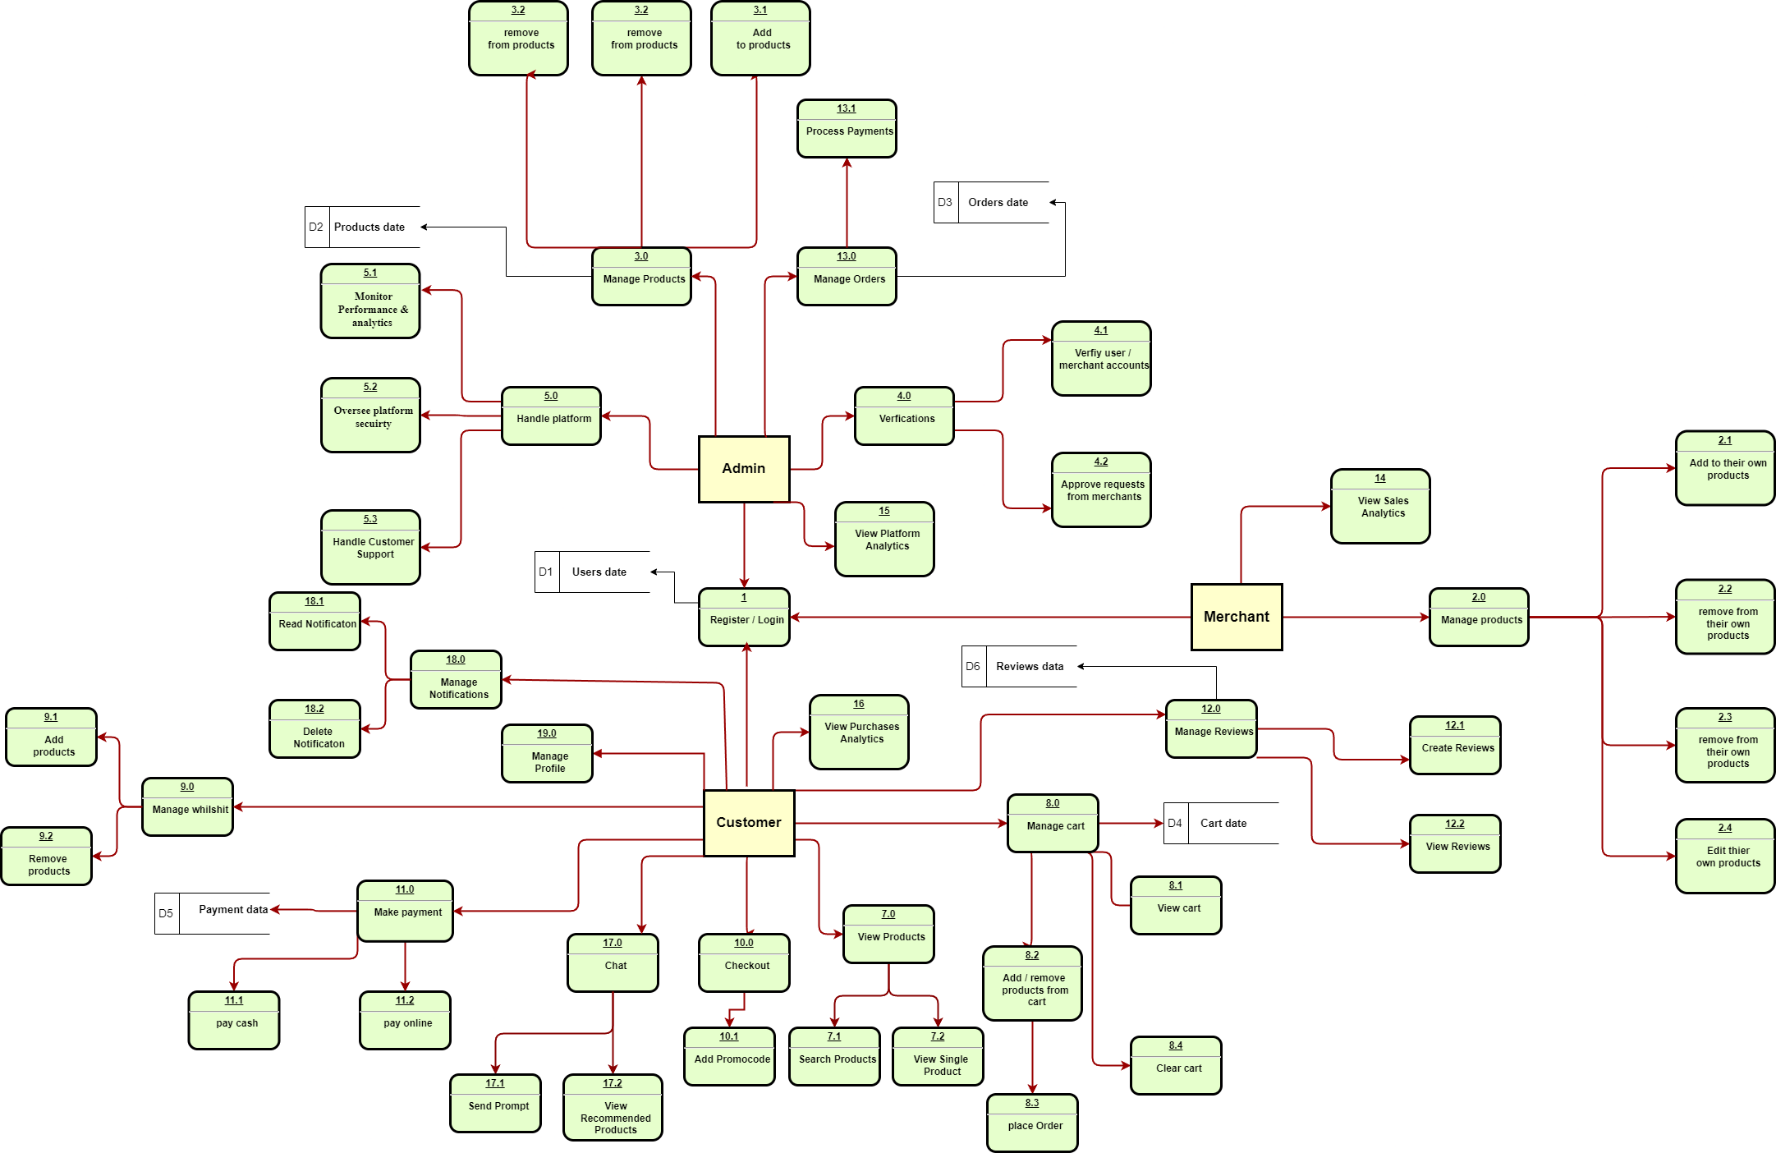 3.2
remove
from products
3.2
remove
from products
3.1
Add
to products
13.1
Process Payments
D3
Orders date
D2
Products date
3.0
Manage Products
13.0
Manage Orders
5.1
Monitor
Performance &
analytics
4.1
Verfiy user /
merchant accounts
5.2
Oversee platform
secuirty
5.0
Handle platform
4.0
Verfications
Admin
4.2
Approve requests
from merchants
2.1
Add to their own
products
14
View Sales
Analytics
5.3
Handle Customer
Support
15
View Platform
Analytics
D1
Users date
1
Register / Login
Merchant
2.0
Manage products
2.2
remove from
their own
products
18.1
Read Notificaton
18.0
Manage
Notifications
D6
Reviews data
18.2
Delete
Notificaton
9.1
Add
products
19.0
Manage
Profile
16
View Purchases
Analytics
12.0
Manage Reviews
12.1
Create Reviews
2.3
remove from
their own
products
9.0
Manage whilshit
Customer
8.0
Manage cart
D4
Cart date
9.2
Remove
products
12.2
View Reviews
2.4
Edit thier
own products
D5
Payment data
11.0
Make payment
8.1
View cart
7.0
View Products
17.0
Chat
10.0
Checkout
8.2
Add / remove
products from
cart
11.1
pay cash
11.2
pay online
10.1
Add Promocode
7.1
Search Products
7.2
View Single
Product
8.4
Clear cart
17.1
Send Prompt
17.2
View
Recommended
Products
8.3
place Order